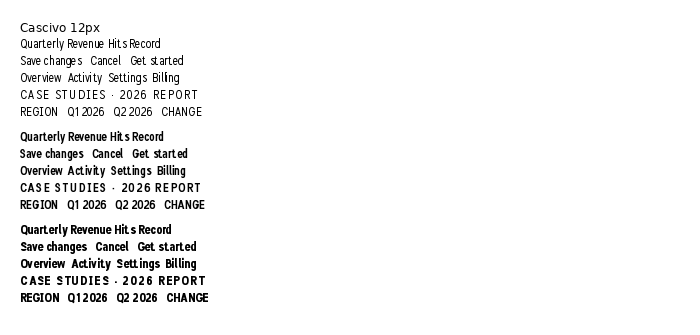 Cascivo 12px
Quarterly Revenue Hits Record
Save changes Cancel Get started
Overview Activity Settings Billing
CASE STUDIES · 2026 REPORT
REGION Q1 2026 Q2 2026 CHANGE
Quarterly Revenue Hits Record
Save changes Cancel Get started
Overview Activity Settings Billing
CASE STUDIES · 2026 REPORT
REGION Q1 2026 Q2 2026 CHANGE
Quarterly Revenue Hits Record
Save changes Cancel Get started
Overview Activity Settings Billing
CASE STUDIES · 2026 REPORT
REGION Q1 2026 Q2 2026 CHANGE